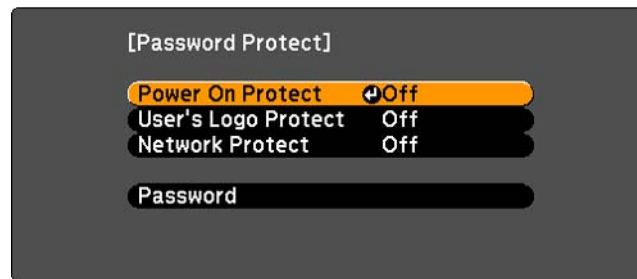 [Password Protect]
Power On Protect Off
User's Logo Protect Off
Network Protect Off
Password